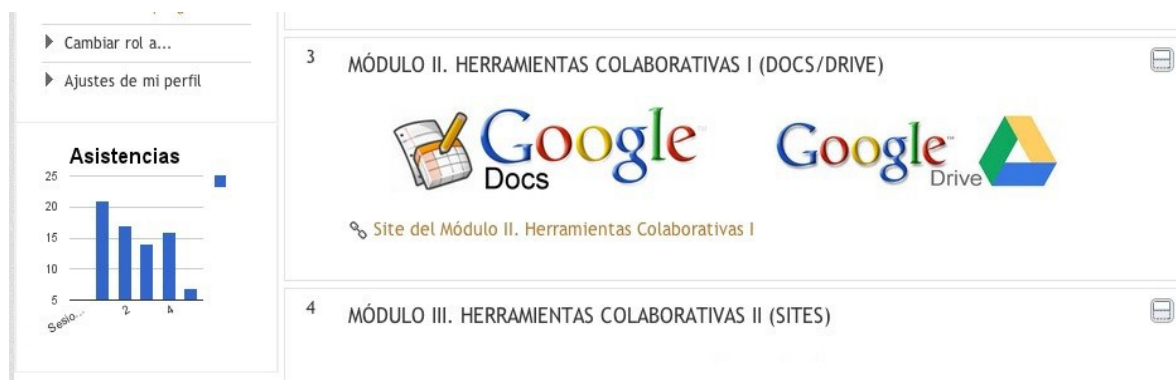 Cambiar rol a...
Ajustes de mi perfil
Asistencias
25
20
15
10
5
Sesio...
2
4
3
MÓDULO II. HERRAMIENTAS COLABORATIVAS I (DOCS/DRIVE)
Google
Docs
Google
Drive
Site del Módulo II. Herramientas Colaborativas I
4
MÓDULO III. HERRAMIENTAS COLABORATIVAS II (SITES)